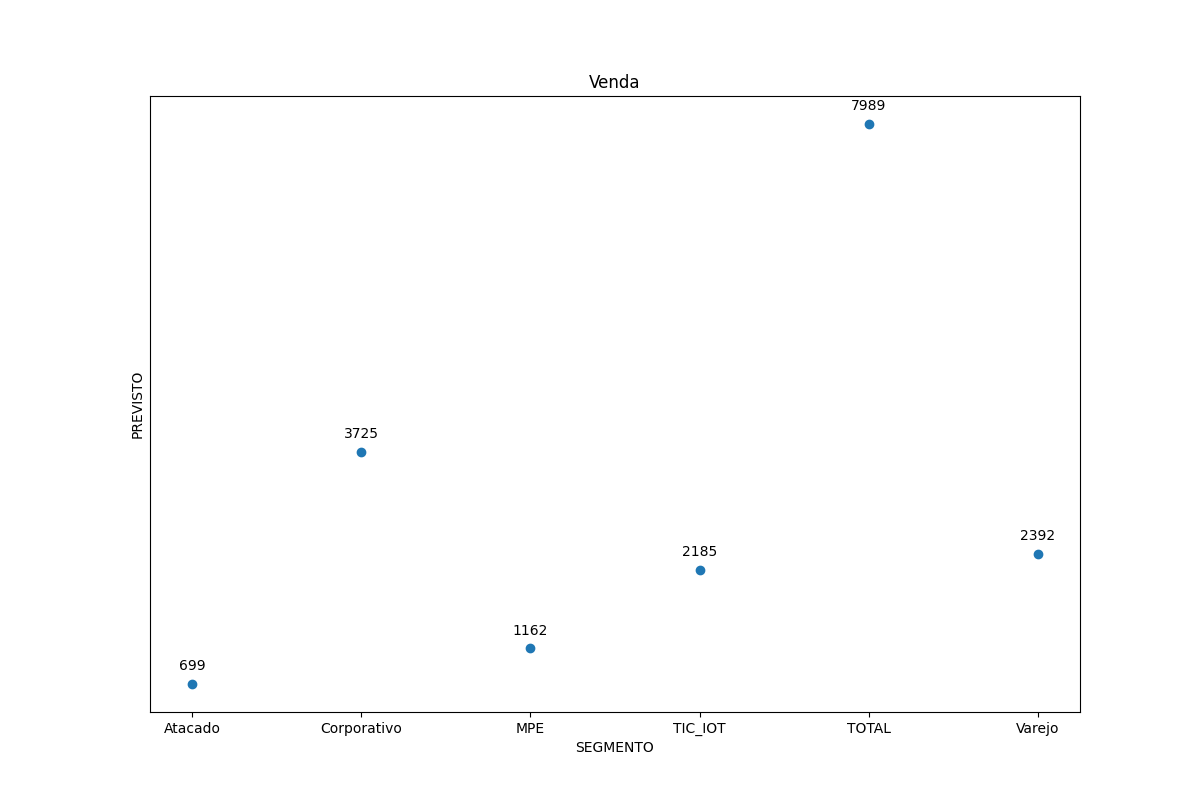 Venda
7989
PREVISTO
3725
2392
2185
1162
699
Atacado Corporativo MPE TIC_IOT TOTAL Varejo
SEGMENTO